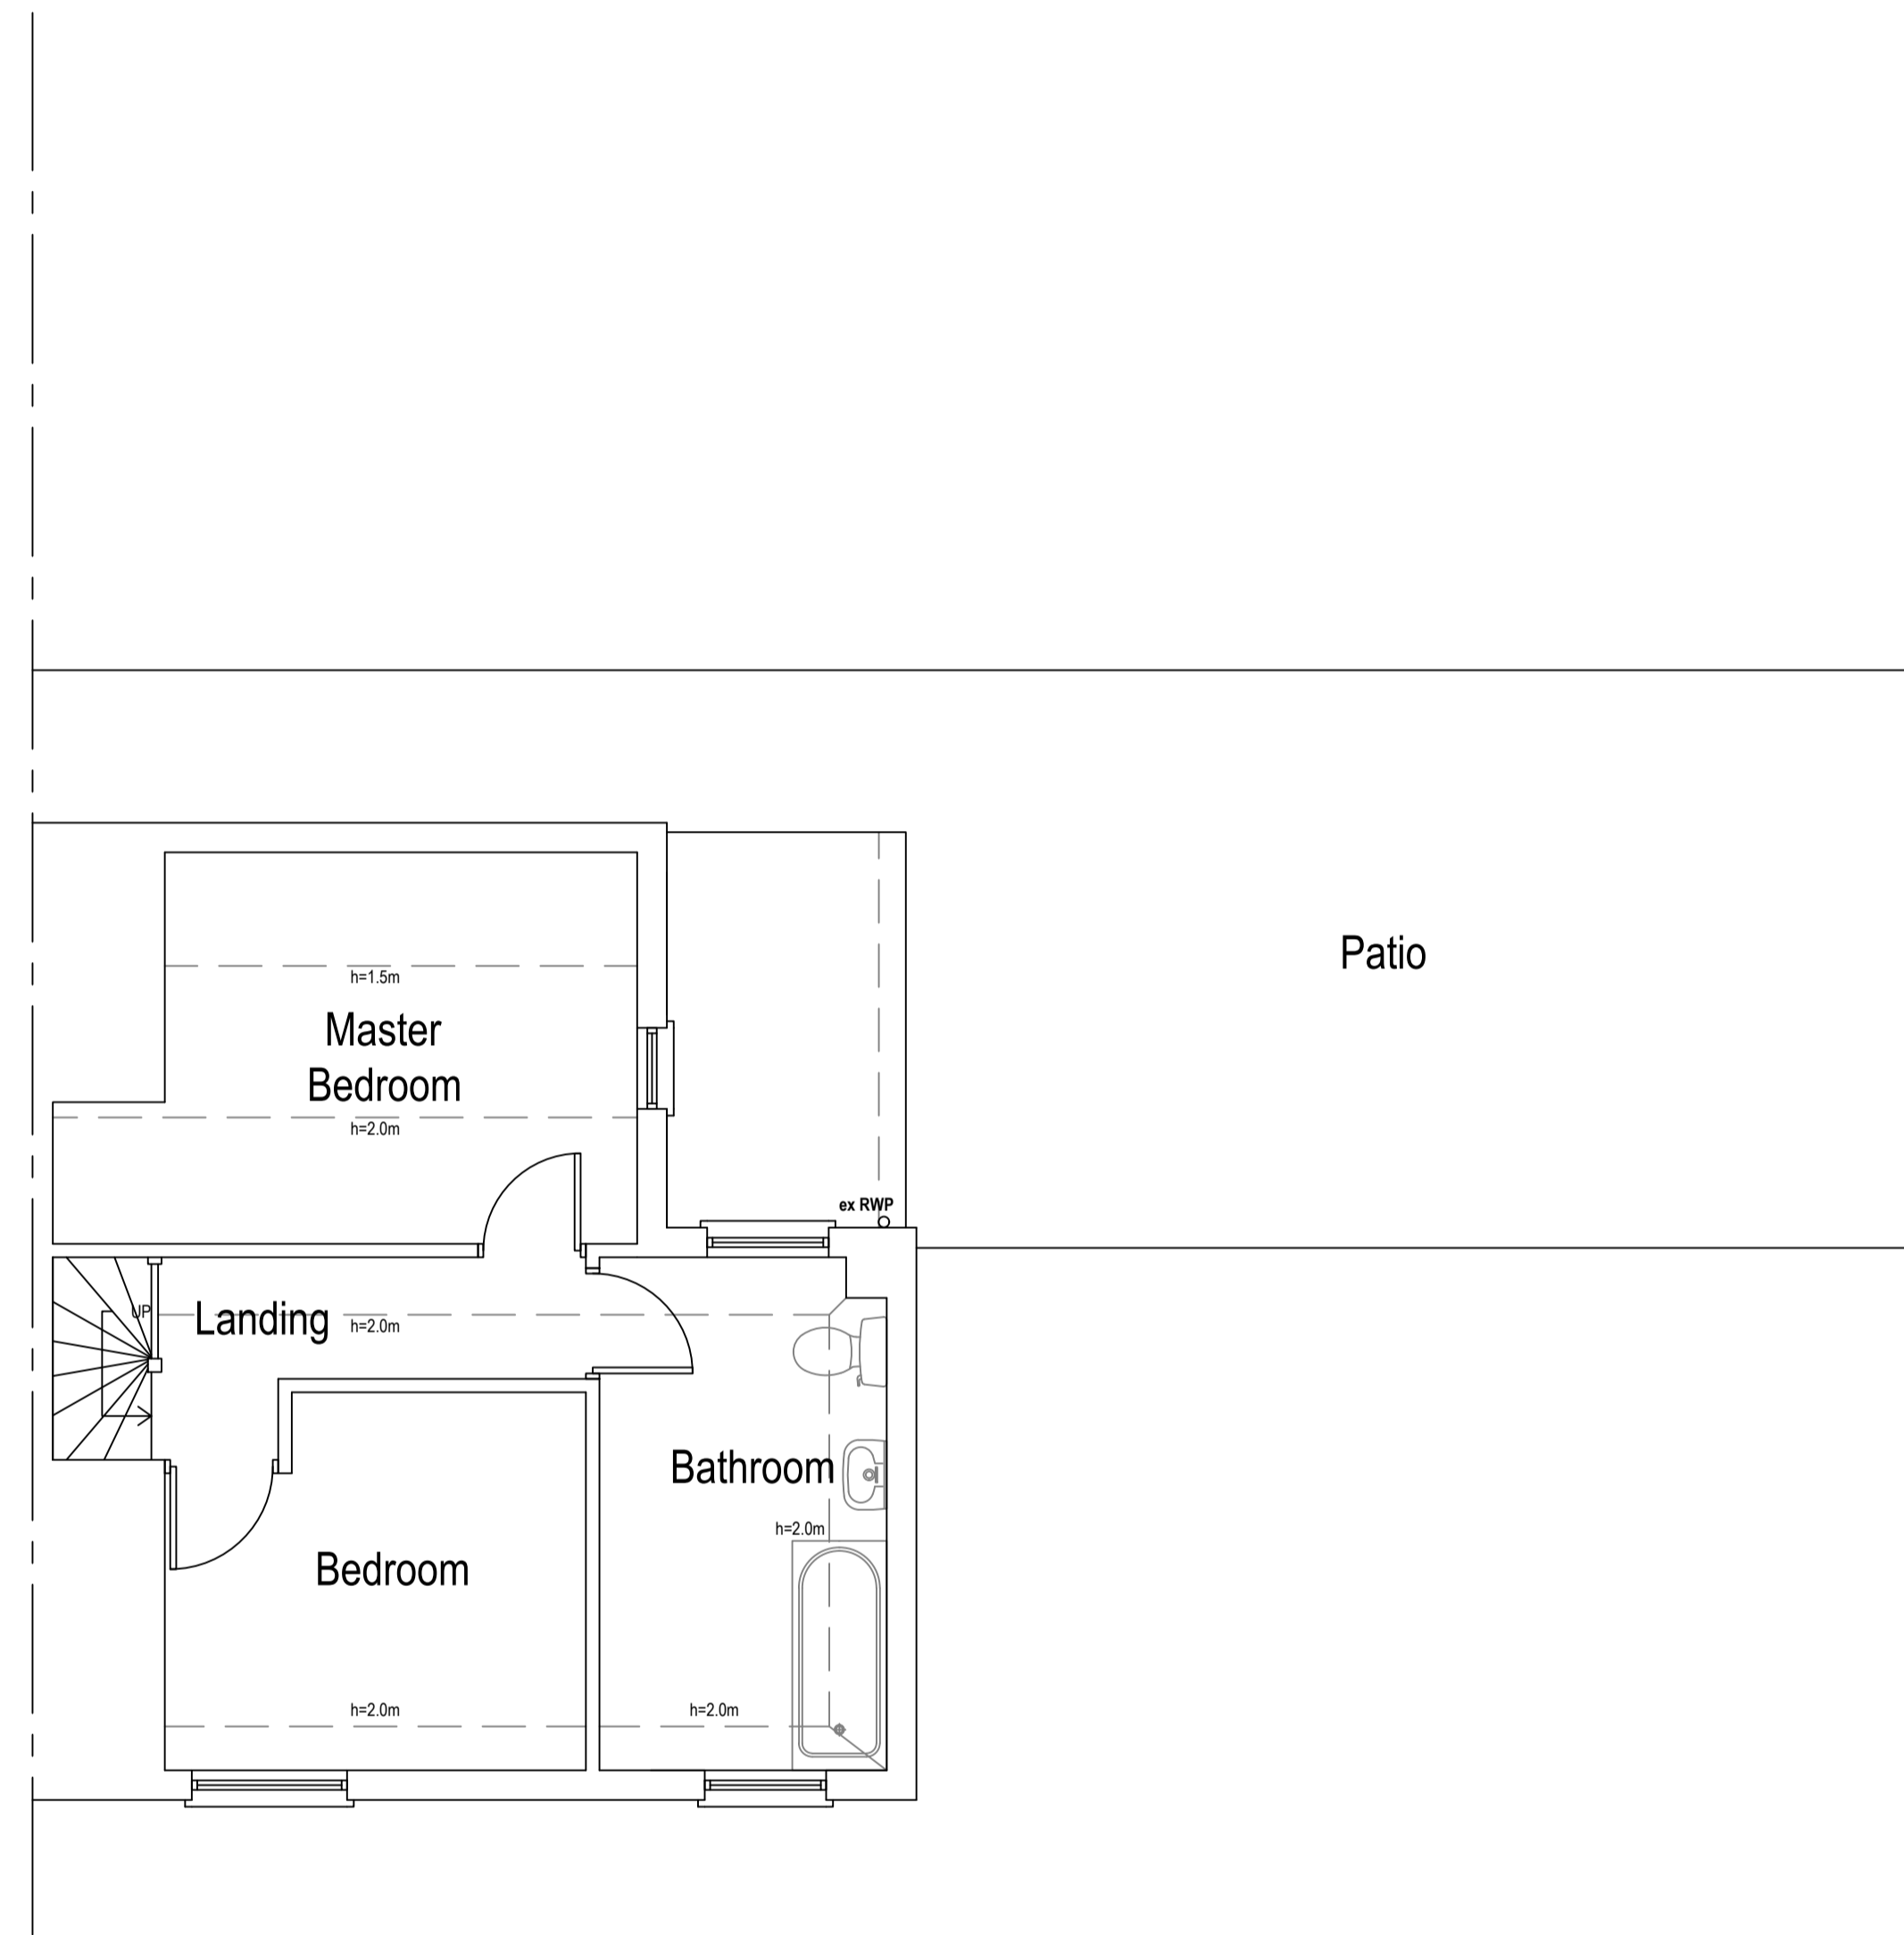 Patio
h=1.5m
Master
Bedroom
h=2.0m
ex RWP
UP
Landing
h=2.0m
Bathroom
h=2.0m
Bedroom
h=2.0m
h=2.0m